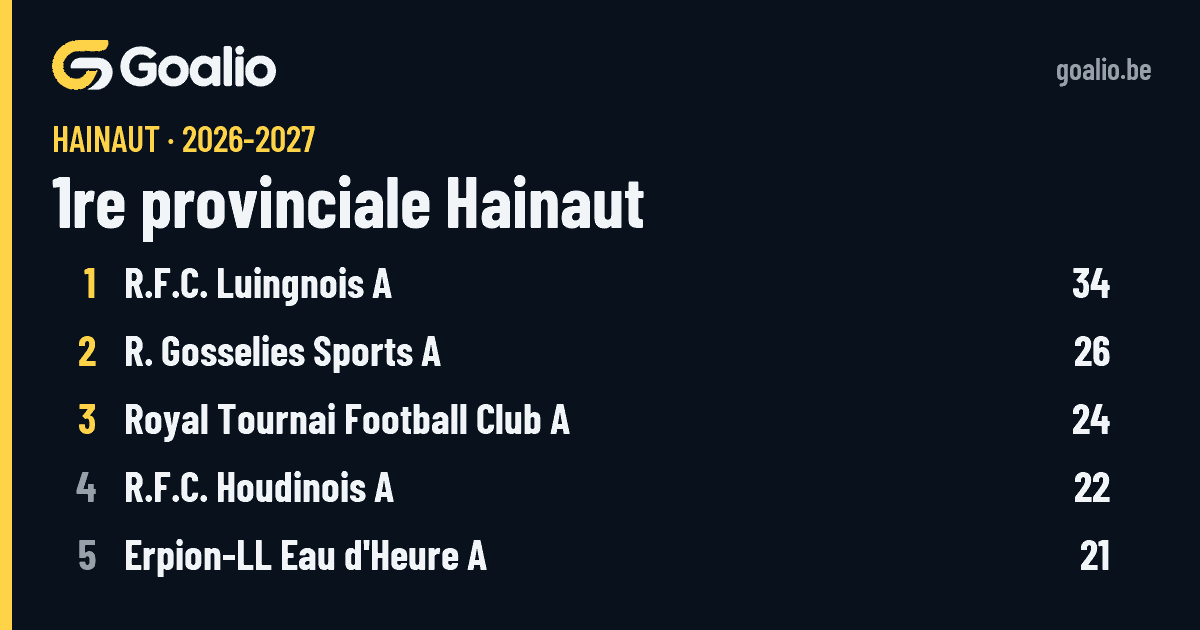 Goalio
goalio.be
HAINAUT · 2026-2027
1re provinciale Hainaut
1 R.F.C. Luingnois A 34
2 R. Gosselies Sports A 26
3 Royal Tournai Football Club A 24
4 R.F.C. Houdinois A 22
5 Erpion-LL Eau d'Heure A 21